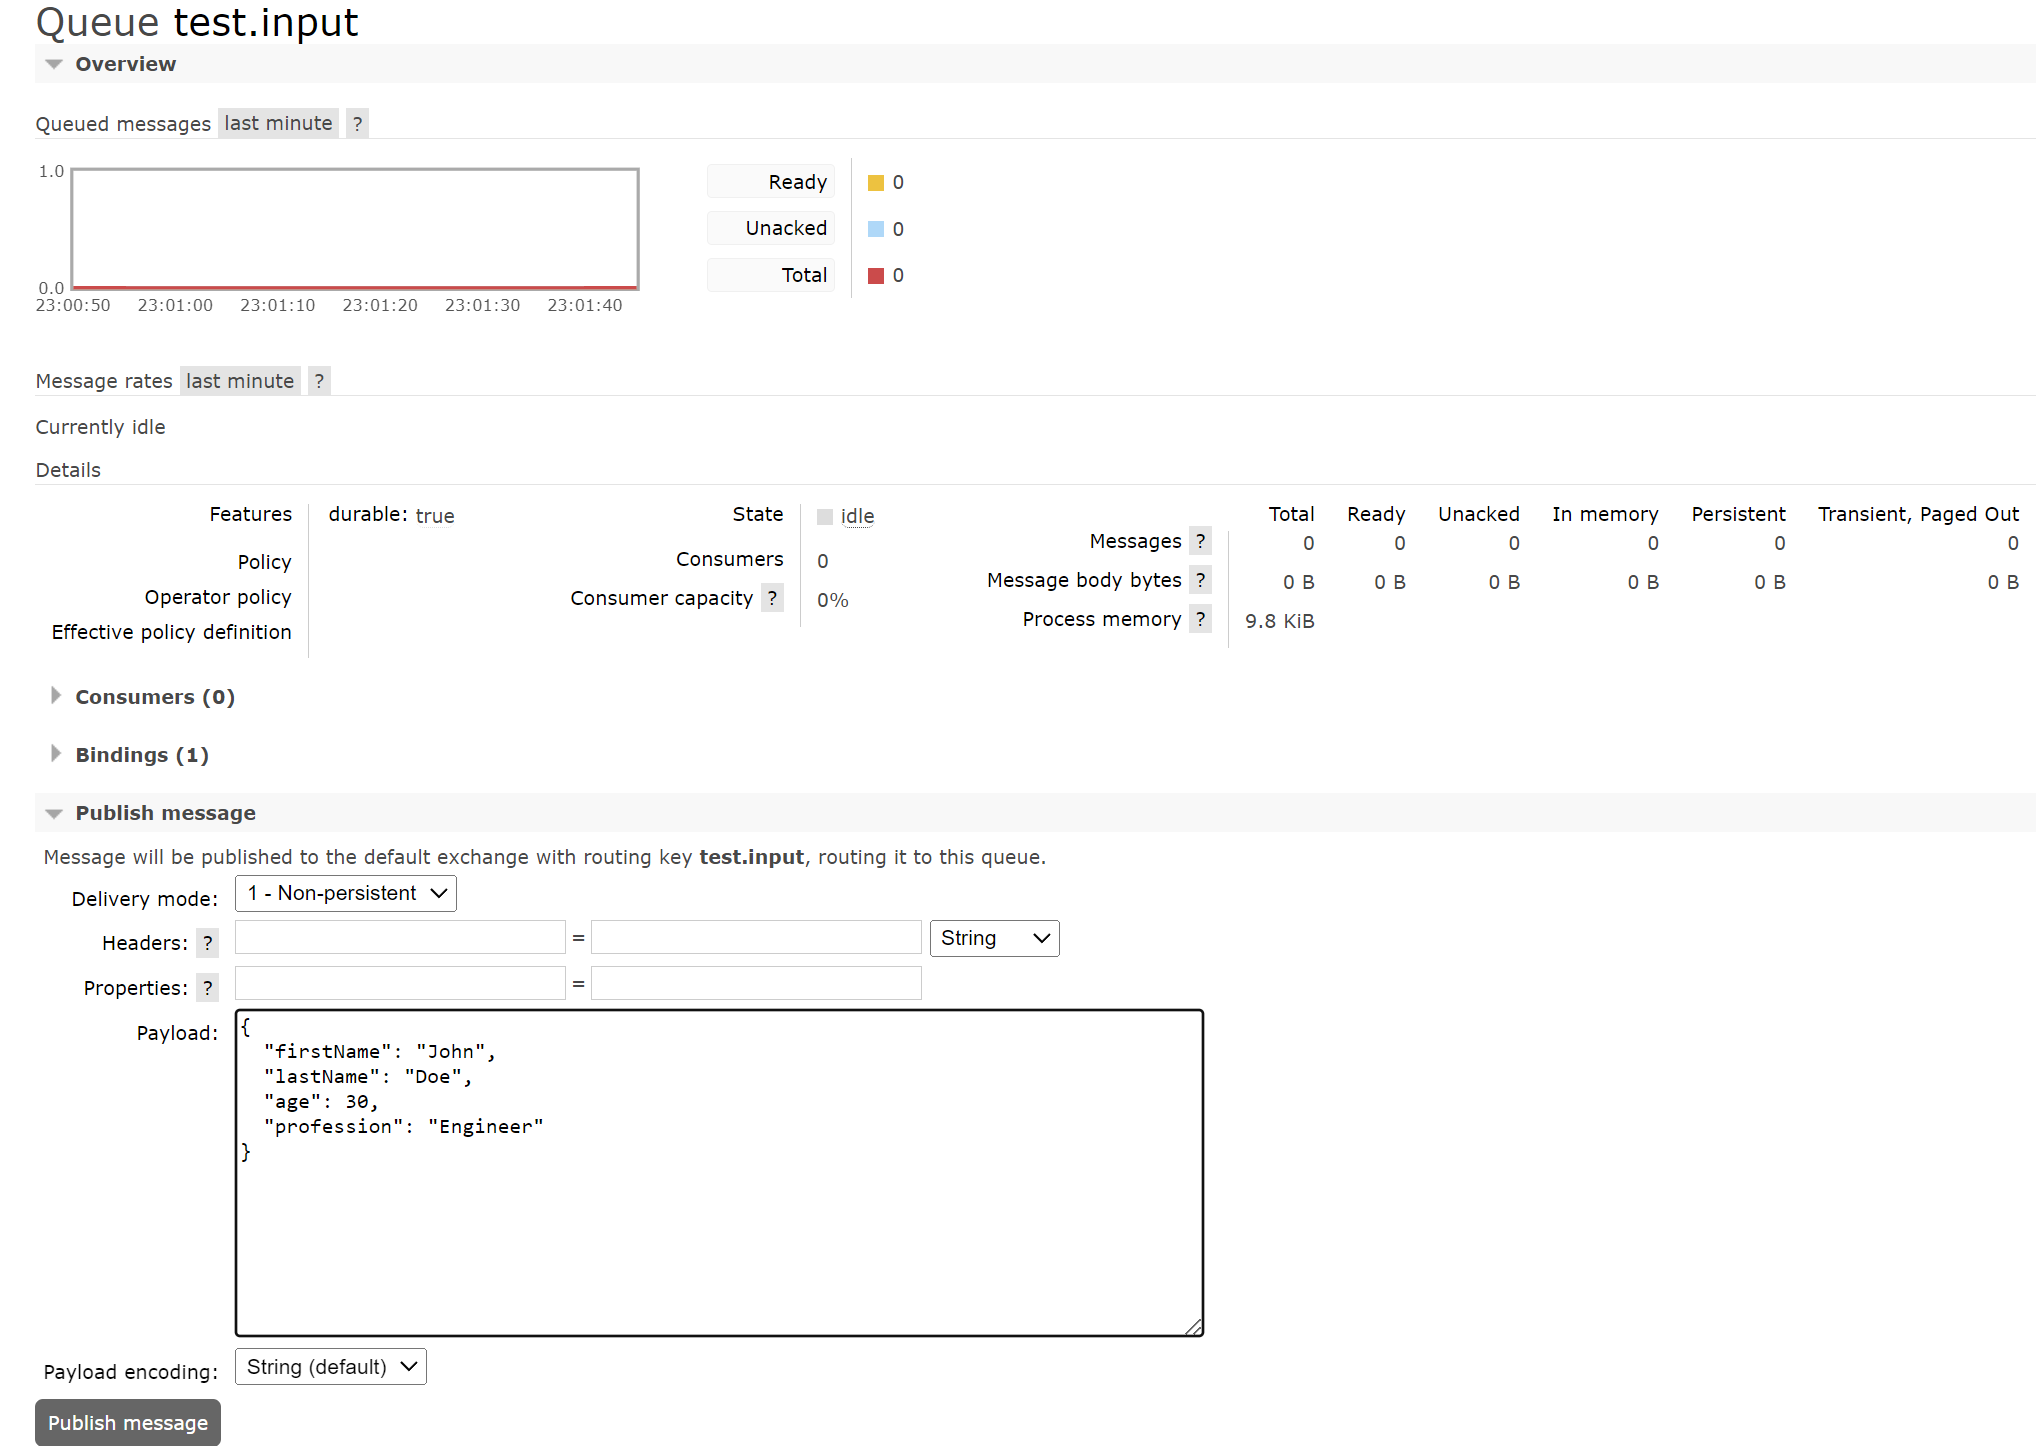 Queue test.input
Overview
Queued messages last minute ?
1.0
0.0
23:00:50 23:01:00 23:01:10 23:01:20 23:01:30 23:01:40
Ready 0
Unacked 0
Total 0
Message rates last minute ?
Currently idle
Details
Features durable: true
Policy
Operator policy
Effective policy definition
State idle
Consumers 0
Consumer capacity ? 0%
Total Ready Unacked In memory Persistent Transient, Paged Out
Messages ? 0 0 0 0 0 0
Message body bytes ? 0 B 0 B 0 B 0 B 0 B 0 B
Process memory ? 9.8 KiB
Consumers (0)
Bindings (1)
Publish message
Message will be published to the default exchange with routing key test.input, routing it to this queue.
Delivery mode: 1 - Non-persistent
Headers: ? = String
Properties: ? =
Payload:
{
  "firstName": "John",
  "lastName": "Doe",
  "age": 30,
  "profession": "Engineer"
}
Payload encoding: String (default)
Publish message